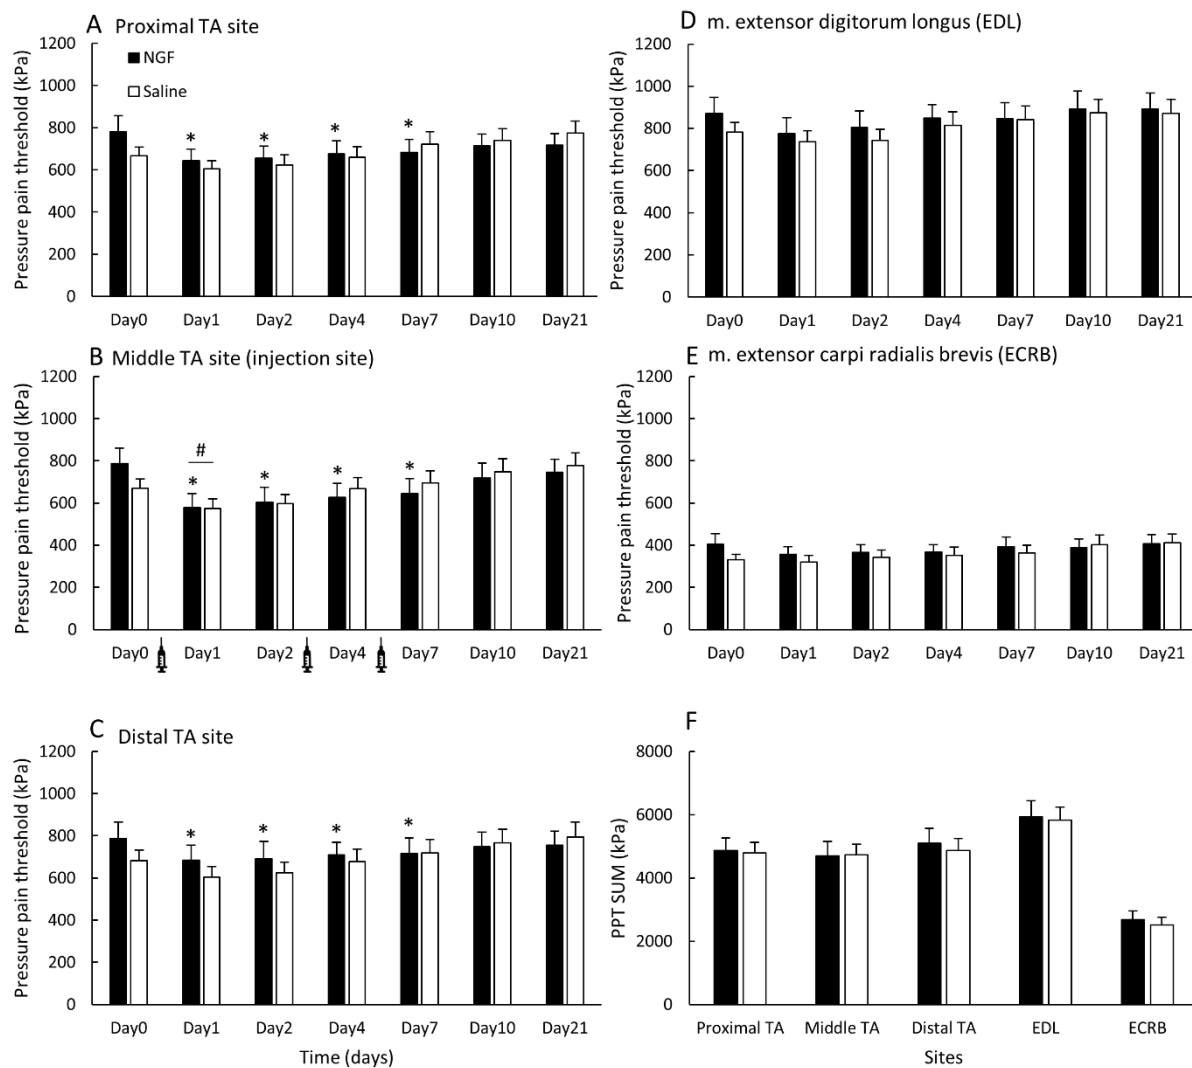 A Proximal TA site
Pressure pain threshold (kPa)
1200
1000
800
600
400
200
0
NGF
Saline
* * * *
Day0 Day1 Day2 Day4 Day7 Day10 Day21
B Middle TA site (injection site)
Pressure pain threshold (kPa)
1200
1000
800
600
400
200
0
#
* * * *
Day0 Day1 Day2 Day4 Day7 Day10 Day21
C Distal TA site
Pressure pain threshold (kPa)
1200
1000
800
600
400
200
0
* * * *
Day0 Day1 Day2 Day4 Day7 Day10 Day21
Time (days)
D m. extensor digitorum longus (EDL)
Pressure pain threshold (kPa)
1200
1000
800
600
400
200
0
Day0 Day1 Day2 Day4 Day7 Day10 Day21
E m. extensor carpi radialis brevis (ECRB)
Pressure pain threshold (kPa)
1200
1000
800
600
400
200
0
Day0 Day1 Day2 Day4 Day7 Day10 Day21
F
PPT SUM (kPa)
8000
6000
4000
2000
0
Proximal TA Middle TA Distal TA EDL ECRB
Sites